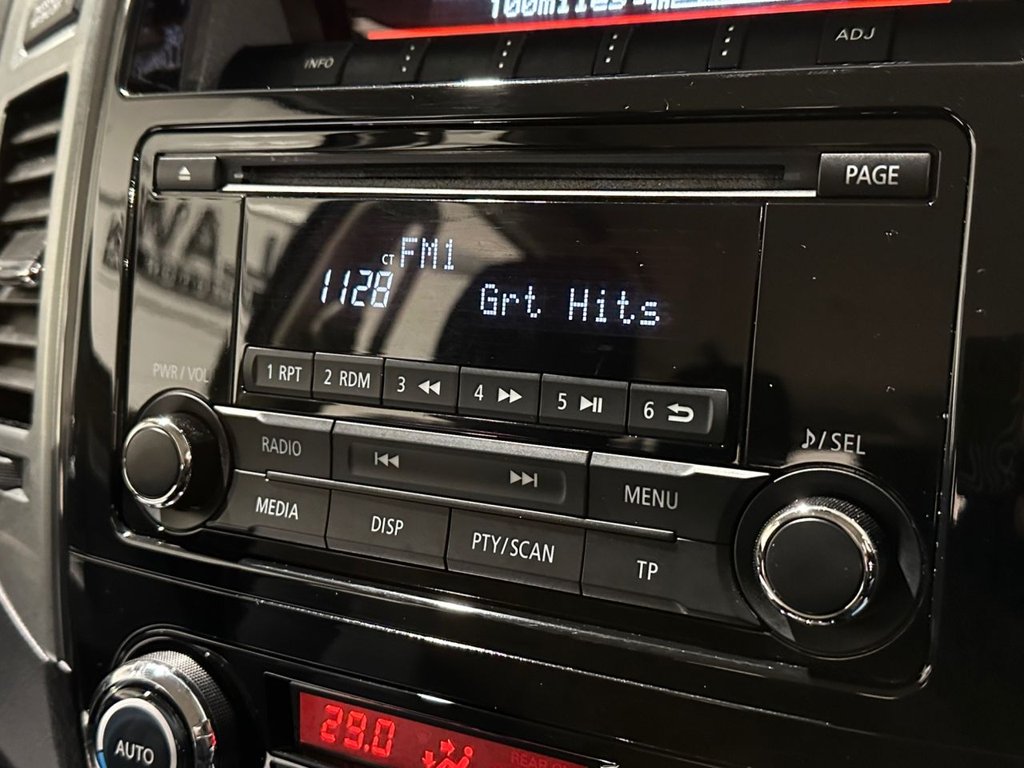 INFO
ADJ
PAGE
CT FM1
1128 Grt Hits
PWR/VOL
1 RPT 2 RDM 3 4 5 6
♪/SEL
RADIO MENU
MEDIA DISP PTY/SCAN TP
AUTO
29.0